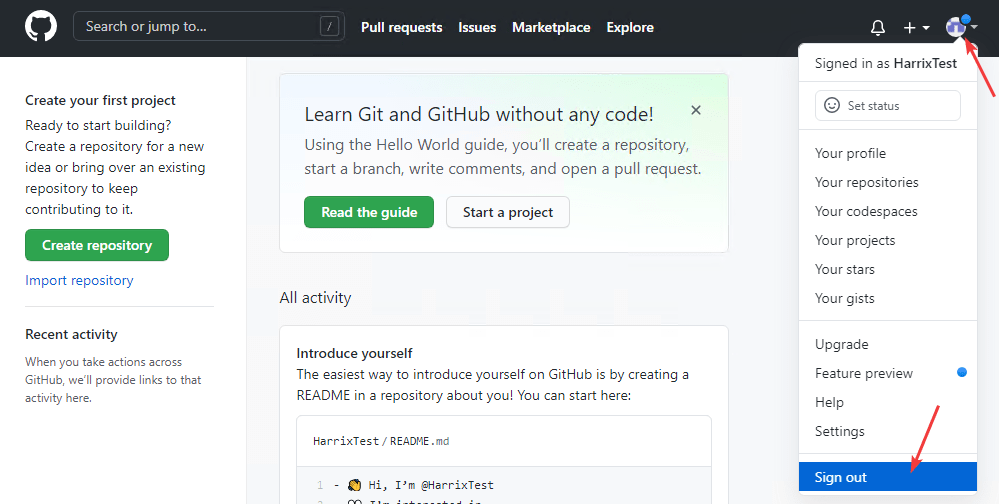 Search or jump to...
/
Pull requests
Issues
Marketplace
Explore
Signed in as HarrixTest
Set status
Your profile
Your repositories
Your codespaces
Your projects
Your stars
Your gists
Upgrade
Feature preview
Help
Settings
Sign out
Create your first project
Ready to start building?
Create a repository for a new
idea or bring over an existing
repository to keep
contributing to it.
Create repository
Import repository
Recent activity
When you take actions across
GitHub, we'll provide links to that
activity here.
Learn Git and GitHub without any code!
Using the Hello World guide, you'll create a repository,
start a branch, write comments, and open a pull request.
Read the guide
Start a project
All activity
Introduce yourself
The easiest way to introduce yourself on GitHub is by creating a
README in a repository about you! You can start here:
HarrixTest / README.md
1 - 👋 Hi, I'm @HarrixTest
2 - 👀 I'm interested in